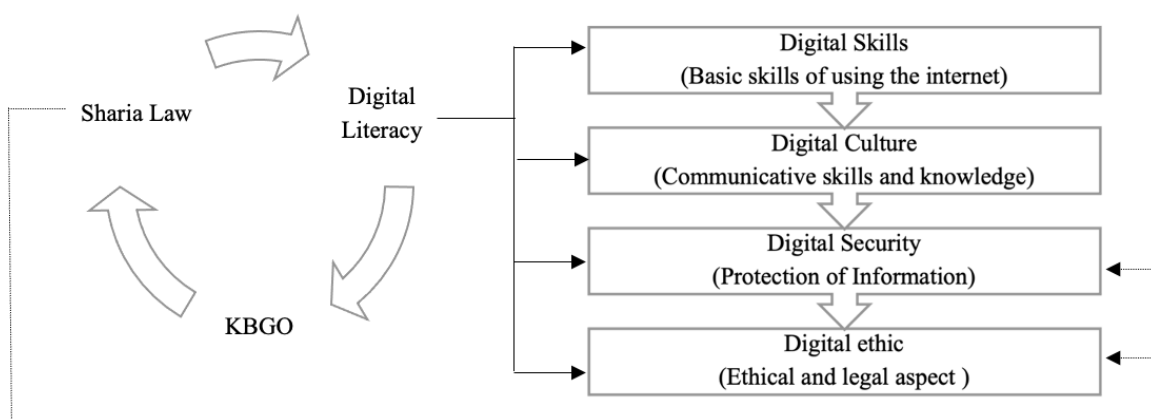 Sharia Law
Digital
Literacy
KBGO
Digital Skills
(Basic skills of using the internet)
Digital Culture
(Communicative skills and knowledge)
Digital Security
(Protection of Information)
Digital ethic
(Ethical and legal aspect )